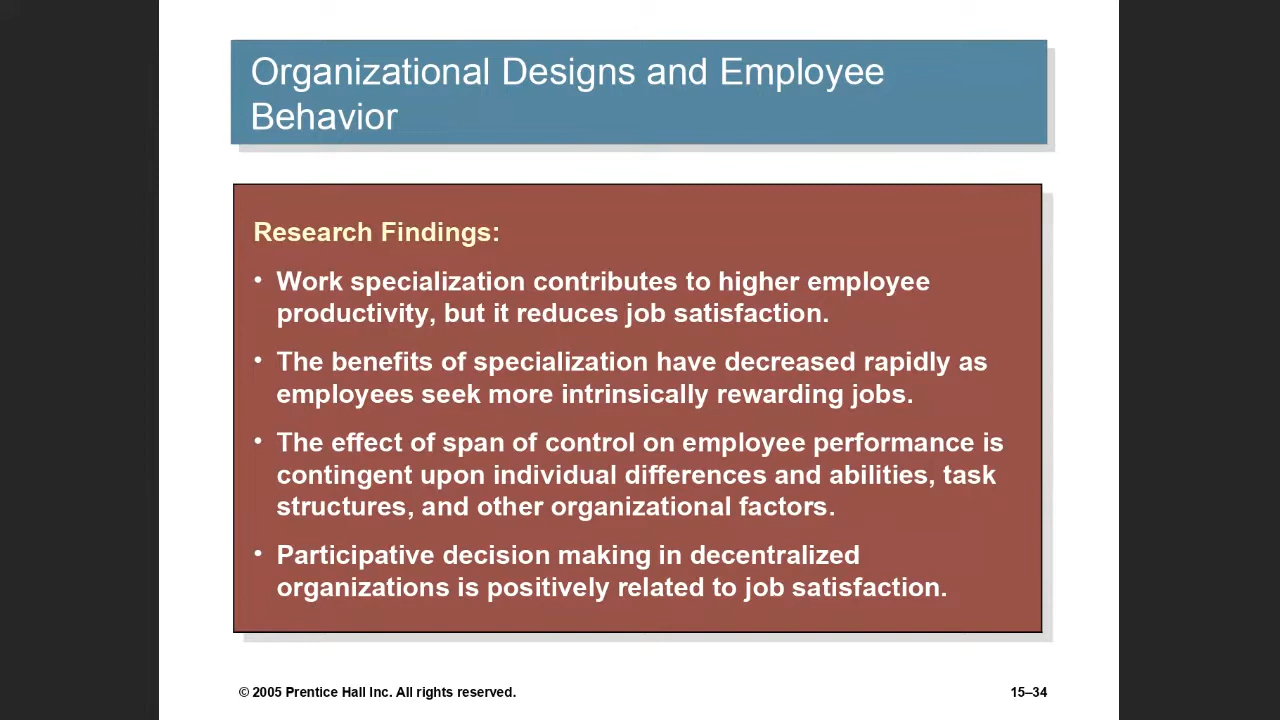 Organizational Designs and Employee
Behavior
Research Findings:
• Work specialization contributes to higher employee
productivity, but it reduces job satisfaction.
• The benefits of specialization have decreased rapidly as
employees seek more intrinsically rewarding jobs.
• The effect of span of control on employee performance is
contingent upon individual differences and abilities, task
structures, and other organizational factors.
• Participative decision making in decentralized
organizations is positively related to job satisfaction.
© 2005 Prentice Hall Inc. All rights reserved.
15–34